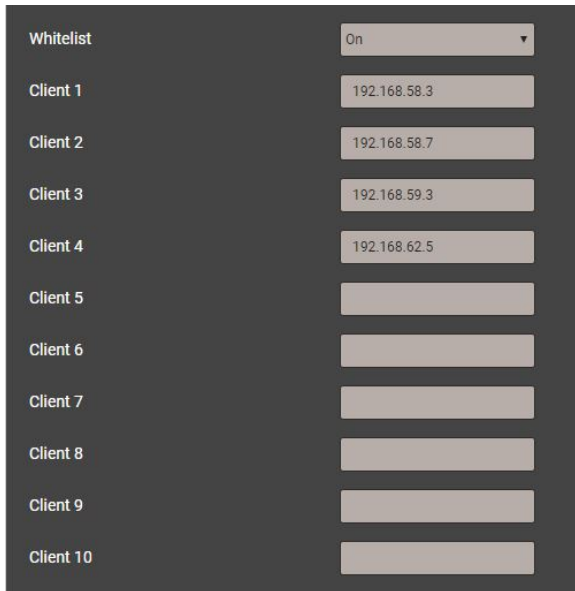 Whitelist On
Client 1 192.168.58.3
Client 2 192.168.58.7
Client 3 192.168.59.3
Client 4 192.168.62.5
Client 5
Client 6
Client 7
Client 8
Client 9
Client 10